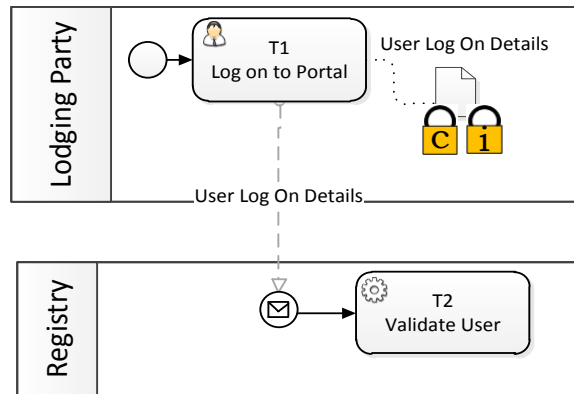 Lodging Party
T1
Log on to Portal
User Log On Details
C i
User Log On Details
Registry
T2
Validate User